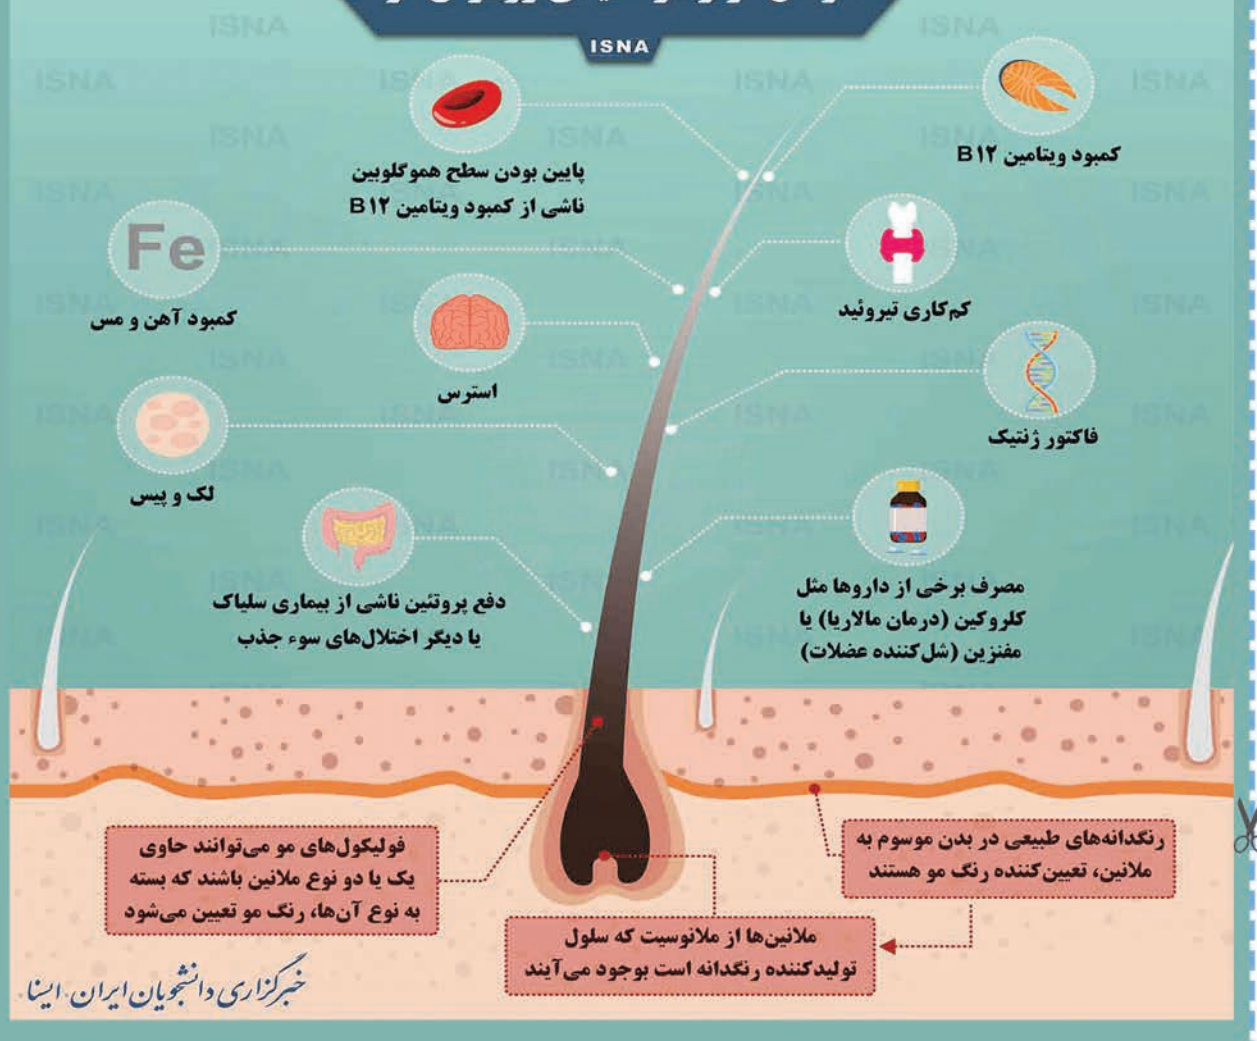 ISNA
کمبود ویتامین B۱۲
پایین بودن سطح هموگلوبین
ناشی از کمبود ویتامین B۱۲
کم‌کاری تیروئید
Fe
کمبود آهن و مس
استرس
فاکتور ژنتیک
لک و پیس
مصرف برخی از داروها مثل
کلروکین (درمان مالاریا) یا
مفنزین (شل‌کننده عضلات)
دفع پروتئین ناشی از بیماری سلیاک
یا دیگر اختلال‌های سوء جذب
رنگدانه‌های طبیعی در بدن موسوم به
ملانین، تعیین‌کننده رنگ مو هستند
فولیکول‌های مو می‌توانند حاوی
یک یا دو نوع ملانین باشند که بسته
به نوع آن‌ها، رنگ مو تعیین می‌شود
ملانین‌ها از ملانوسیت که سلول
تولیدکننده رنگدانه است بوجود می‌آیند
خبرگزاری دانشجویان ایران. ایسنا